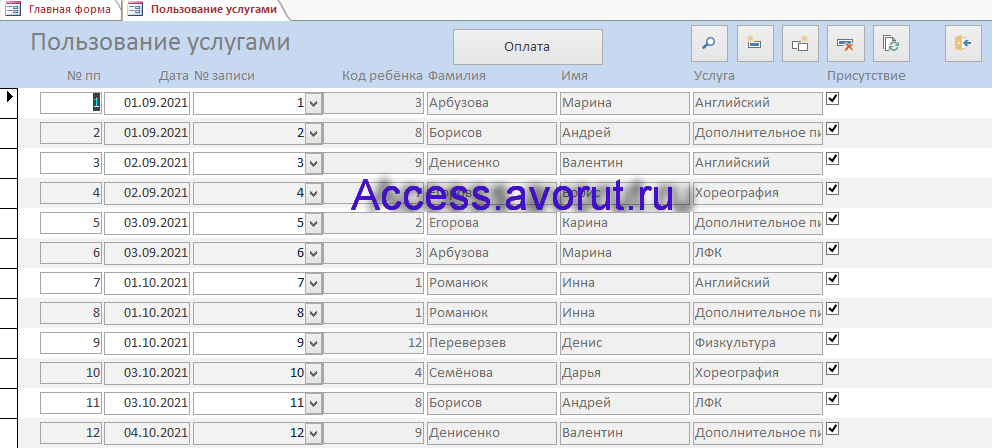 Главная форма Пользование услугами
Пользование услугами Оплата
№ пп Дата № записи Код ребёнка Фамилия Имя Услуга Присутствие
1 01.09.2021 1 3 Арбузова Марина Английский
2 01.09.2021 2 8 Борисов Андрей Дополнительное пи
3 02.09.2021 3 9 Денисенко Валентин Английский
4 02.09.2021 4 Хореография
Access.avorut.ru
5 03.09.2021 5 2 Егорова Карина Дополнительное пи
6 03.09.2021 6 3 Арбузова Марина ЛФК
7 01.10.2021 7 1 Романюк Инна Английский
8 01.10.2021 8 1 Романюк Инна Дополнительное пи
9 01.10.2021 9 12 Переверзев Денис Физкультура
10 03.10.2021 10 4 Семёнова Дарья Хореография
11 03.10.2021 11 8 Борисов Андрей ЛФК
12 04.10.2021 12 9 Денисенко Валентин Дополнительное пи